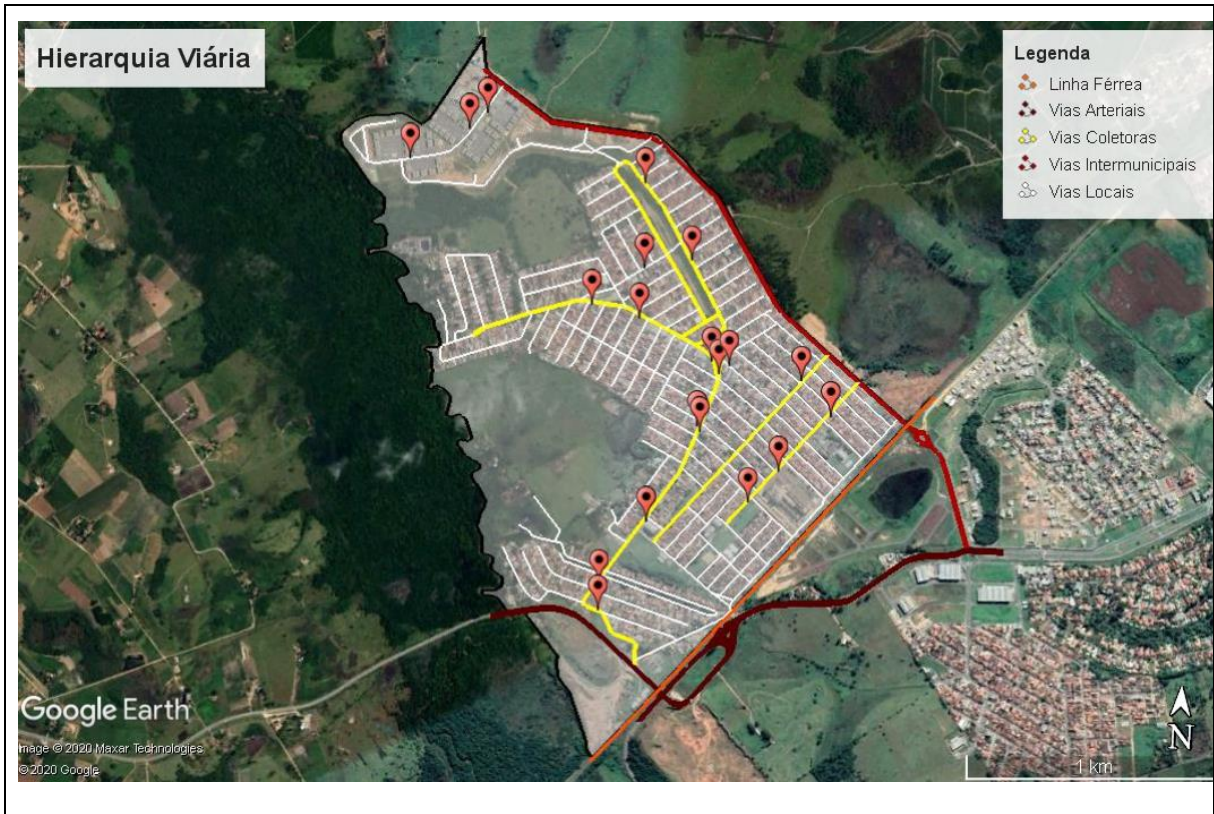 Hierarquia Viária
Legenda
Linha Férrea
Vias Arteriais
Vias Coletoras
Vias Intermunicipais
Vias Locais
Google Earth
mage © 2020 Maxar Technologies
© 2020 Google
N
1 km